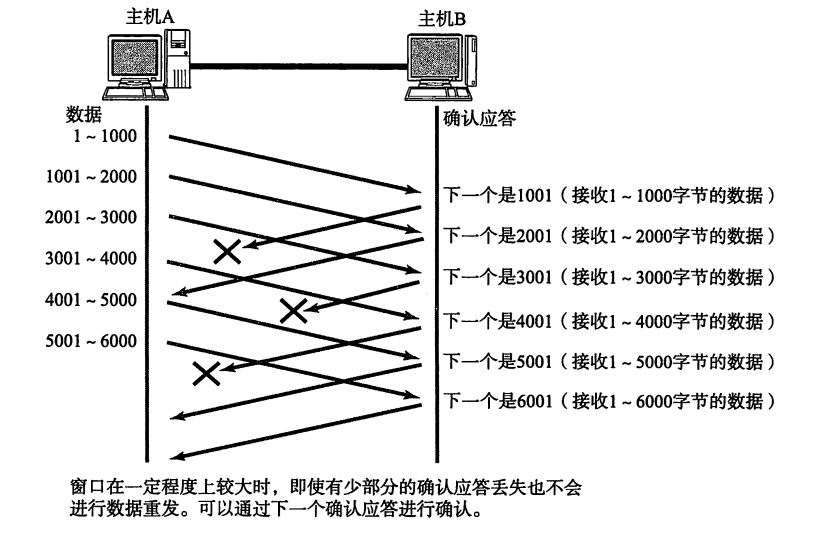 主机A
主机B
数据
确认应答
1～1000
1001～2000
2001～3000
3001～4000
4001～5000
5001～6000
下一个是1001（接收1～1000字节的数据）
下一个是2001（接收1～2000字节的数据）
下一个是3001（接收1～3000字节的数据）
下一个是4001（接收1～4000字节的数据）
下一个是5001（接收1～5000字节的数据）
下一个是6001（接收1～6000字节的数据）
窗口在一定程度上较大时，即使有少部分的确认应答丢失也不会
进行数据重发。可以通过下一个确认应答进行确认。